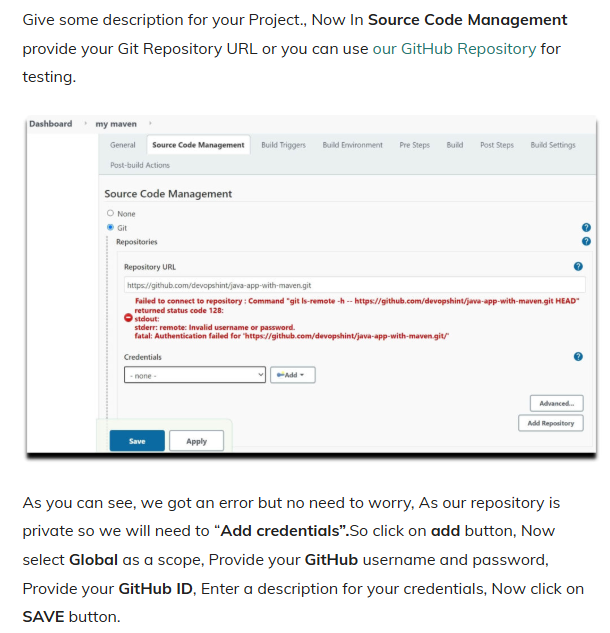 Give some description for your Project., Now In Source Code Management
provide your Git Repository URL or you can use our GitHub Repository for
testing.
Dashboard
my maven
General
Source Code Management
Build Triggers
Build Environment
Pre Steps
Build
Post Steps
Build Settings
Post-build Actions
Source Code Management
None
Git
?
Repositories
?
Repository URL
?
https://github.com/devopshint/java-app-with-maven.git
Failed to connect to repository : Command "git ls-remote -h -- https://github.com/devopshint/java-app-with-maven.git HEAD"
returned status code 128:
stdout:
stderr: remote: Invalid username or password.
fatal: Authentication failed for 'https://github.com/devopshint/java-app-with-maven.git/'
Credentials
?
- none -
Add
Advanced...
Add Repository
Save
Apply
As you can see, we got an error but no need to worry, As our repository is
private so we will need to “Add credentials”.So click on add button, Now
select Global as a scope, Provide your GitHub username and password,
Provide your GitHub ID, Enter a description for your credentials, Now click on
SAVE button.